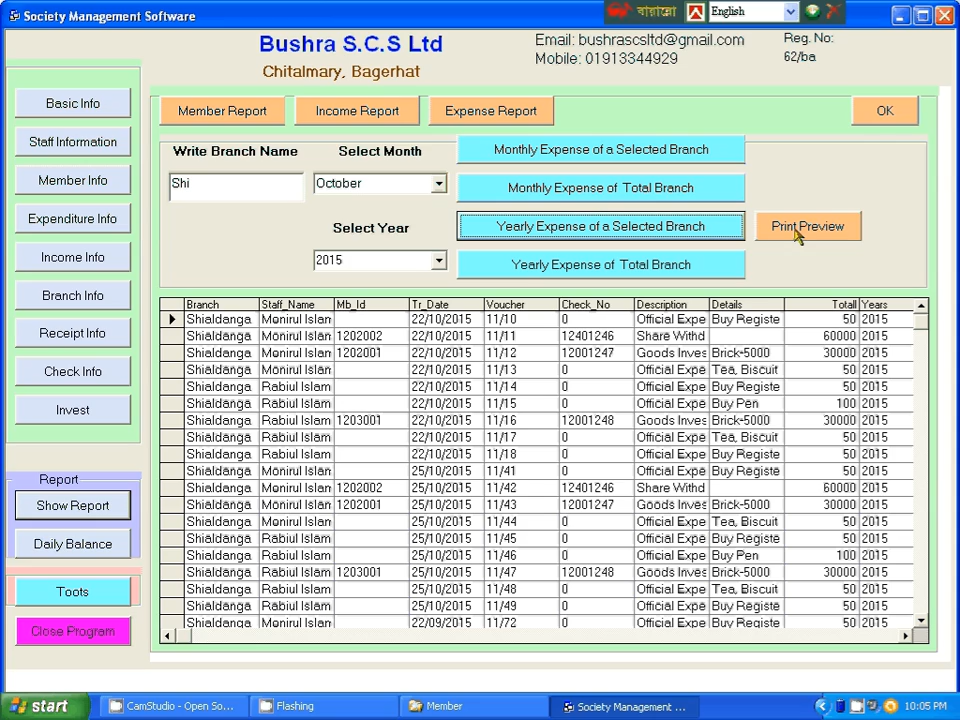 Society Management Software
বায়ান্নো
English
Bushra S.C.S Ltd
Chitalmary, Bagerhat
Email: bushrascsltd@gmail.com
Mobile: 01913344929
Reg. No:
62/ba
Basic Info
Staff Information
Member Info
Expenditure Info
Income Info
Branch Info
Receipt Info
Check Info
Invest
Report
Show Report
Daily Balance
Toots
Close Program
Member Report
Income Report
Expense Report
OK
Write Branch Name
Select Month
Monthly Expense of a Selected Branch
Shi
October
Monthly Expense of Total Branch
Select Year
Yearly Expense of a Selected Branch
Print Preview
2015
Yearly Expense of Total Branch
Branch Staff_Name Mb_Id Tr_Date Voucher Check_No Description Details Totall Years
Shialdanga Monirul Islam 22/10/2015 11/10 0 Official Expe Buy Registe 50 2015
Shialdanga Monirul Islam 1202002 22/10/2015 11/11 12401246 Share Withd 60000 2015
Shialdanga Monirul Islam 1202001 22/10/2015 11/12 12001247 Goods Inves Brick-5000 30000 2015
Shialdanga Monirul Islam 22/10/2015 11/13 0 Official Expe Tea, Biscuit 50 2015
Shialdanga Rabiul Islam 22/10/2015 11/14 0 Official Expe Buy Registe 50 2015
Shialdanga Rabiul Islam 22/10/2015 11/15 0 Official Expe Buy Pen 100 2015
Shialdanga Rabiul Islam 1203001 22/10/2015 11/16 12001248 Goods Inves Brick-5000 30000 2015
Shialdanga Rabiul Islam 22/10/2015 11/17 0 Official Expe Tea, Biscuit 50 2015
Shialdanga Rabiul Islam 22/10/2015 11/18 0 Official Expe Buy Registe 50 2015
Shialdanga Monirul Islam 25/10/2015 11/41 0 Official Expe Buy Registe 50 2015
Shialdanga Monirul Islam 1202002 25/10/2015 11/42 12401246 Share Withd 60000 2015
Shialdanga Monirul Islam 1202001 25/10/2015 11/43 12001247 Goods Inves Brick-5000 30000 2015
Shialdanga Monirul Islam 25/10/2015 11/44 0 Official Expe Tea, Biscuit 50 2015
Shialdanga Rabiul Islam 25/10/2015 11/45 0 Official Expe Buy Registe 50 2015
Shialdanga Rabiul Islam 25/10/2015 11/46 0 Official Expe Buy Pen 100 2015
Shialdanga Rabiul Islam 1203001 25/10/2015 11/47 12001248 Goods Inves Brick-5000 30000 2015
Shialdanga Rabiul Islam 25/10/2015 11/48 0 Official Expe Tea, Biscuit 50 2015
Shialdanga Rabiul Islam 25/10/2015 11/49 0 Official Expe Buy Registe 50 2015
Shialdanga Monirul Islam 22/09/2015 11/72 0 Official Expe Buy Registe 50 2015
start
CamStudio - Open So...
Flashing
Member
Society Management ...
10:05 PM